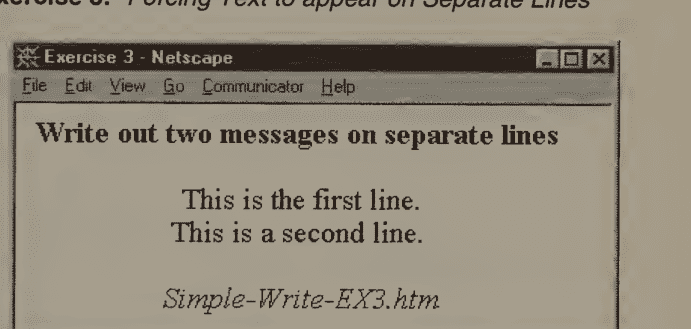 Exercise 3: Forcing Text to appear on Separate Lines
Exercise 3 - Netscape
File Edit View Go Communicator Help
Write out two messages on separate lines
This is the first line.
This is a second line.
Simple-Write-EX3.htm